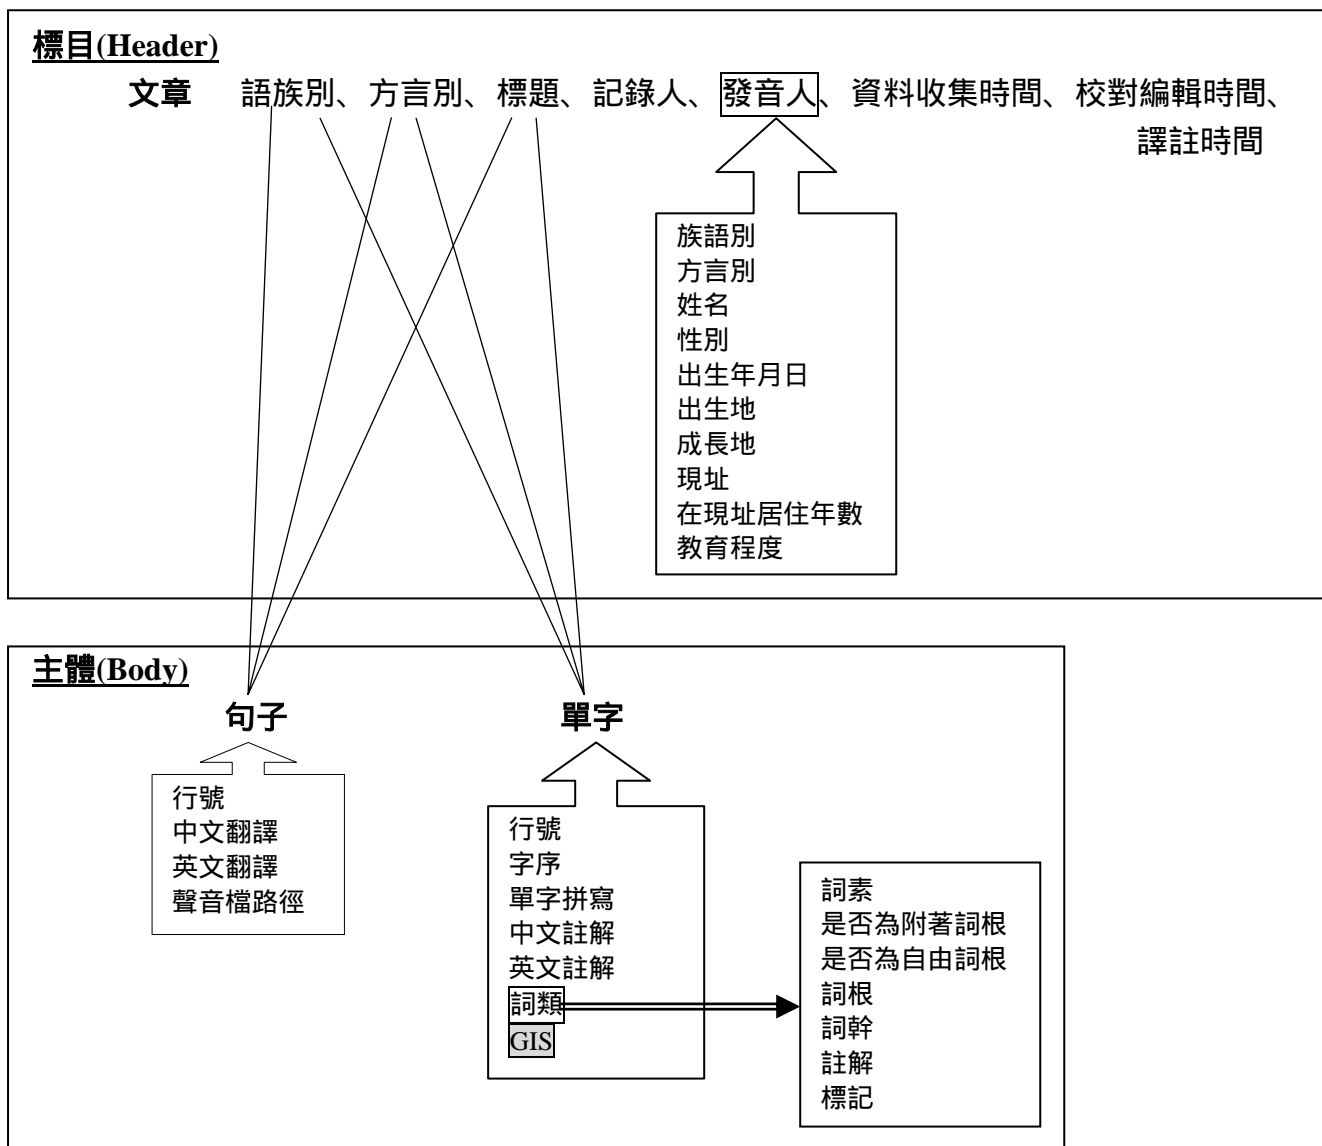 標目(Header)
文章 語族別、方言別、標題、記錄人、發音人、資料收集時間、校對編輯時間、
譯註時間
族語別
方言別
姓名
性別
出生年月日
出生地
成長地
現址
在現址居住年數
教育程度
主體(Body)
句子
行號
中文翻譯
英文翻譯
聲音檔路徑
單字
行號
字序
單字拼寫
中文註解
英文註解
詞類
GIS
詞素
是否為附著詞根
是否為自由詞根
詞根
詞幹
註解
標記